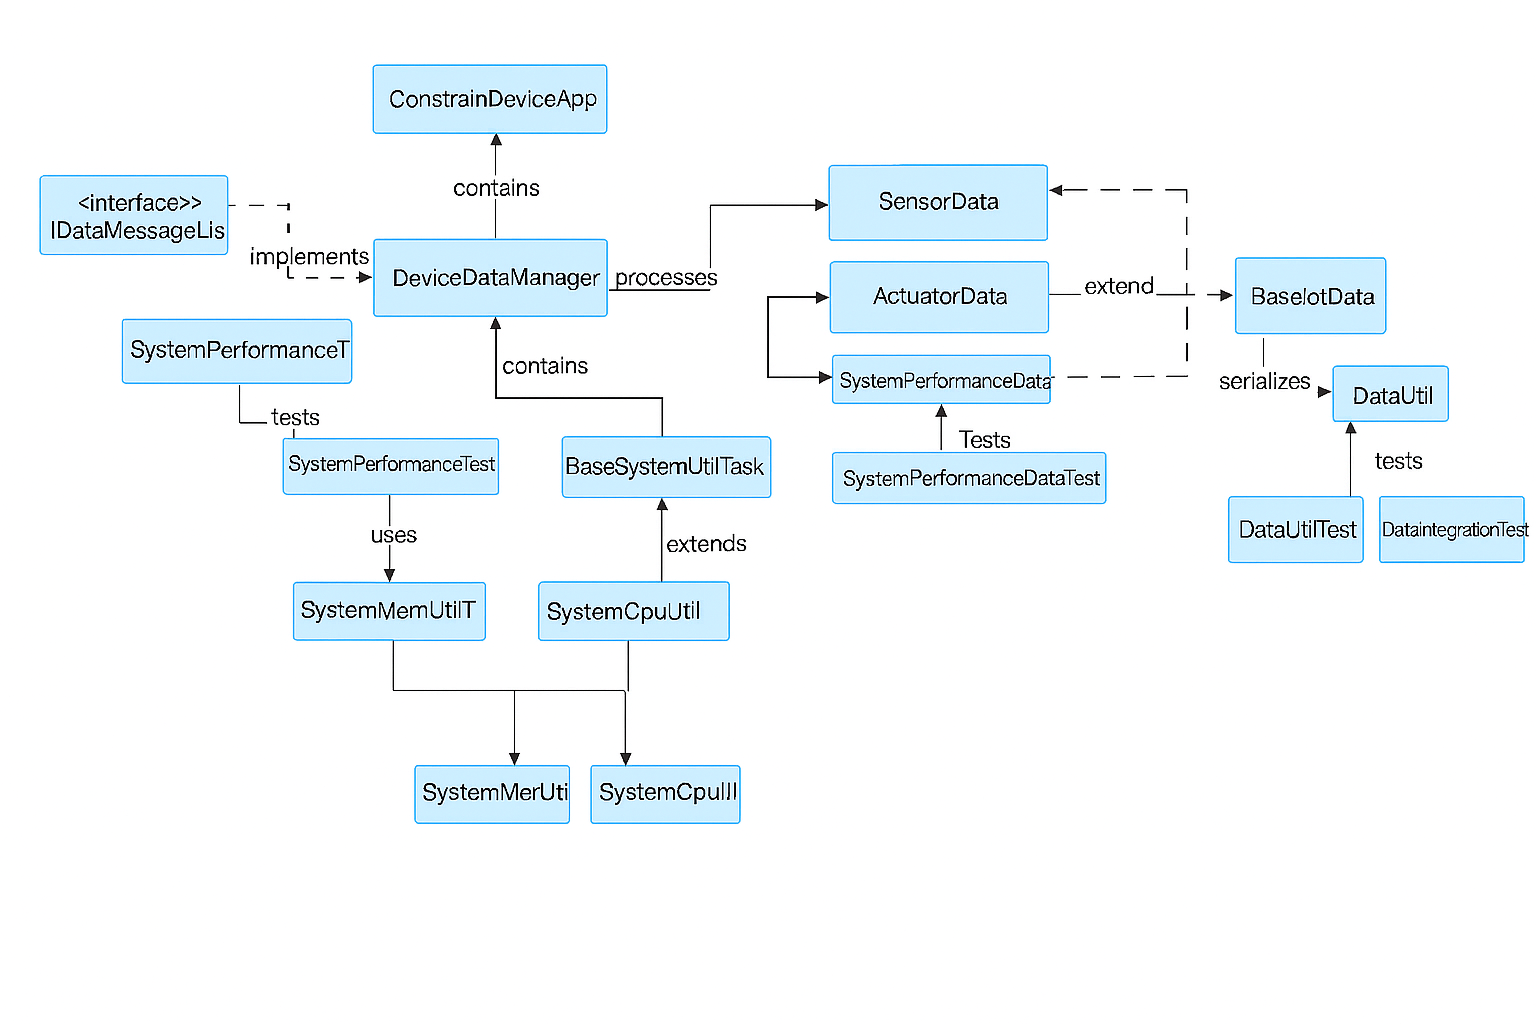 ConstrainDeviceApp
contains
<interface>>
IDataMessageLis
implements
DeviceDataManager
processes
SensorData
ActuatorData
extend
BaseIotData
SystemPerformanceT
contains
SystemPerformanceData
serializes
DataUtil
tests
Tests
SystemPerformanceTest
BaseSystemUtilTask
SystemPerformanceDataTest
tests
uses
extends
DataUtilTest
DataintegrationTest
SystemMemUtilT
SystemCpuUtil
SystemMerUti
SystemCpuIII